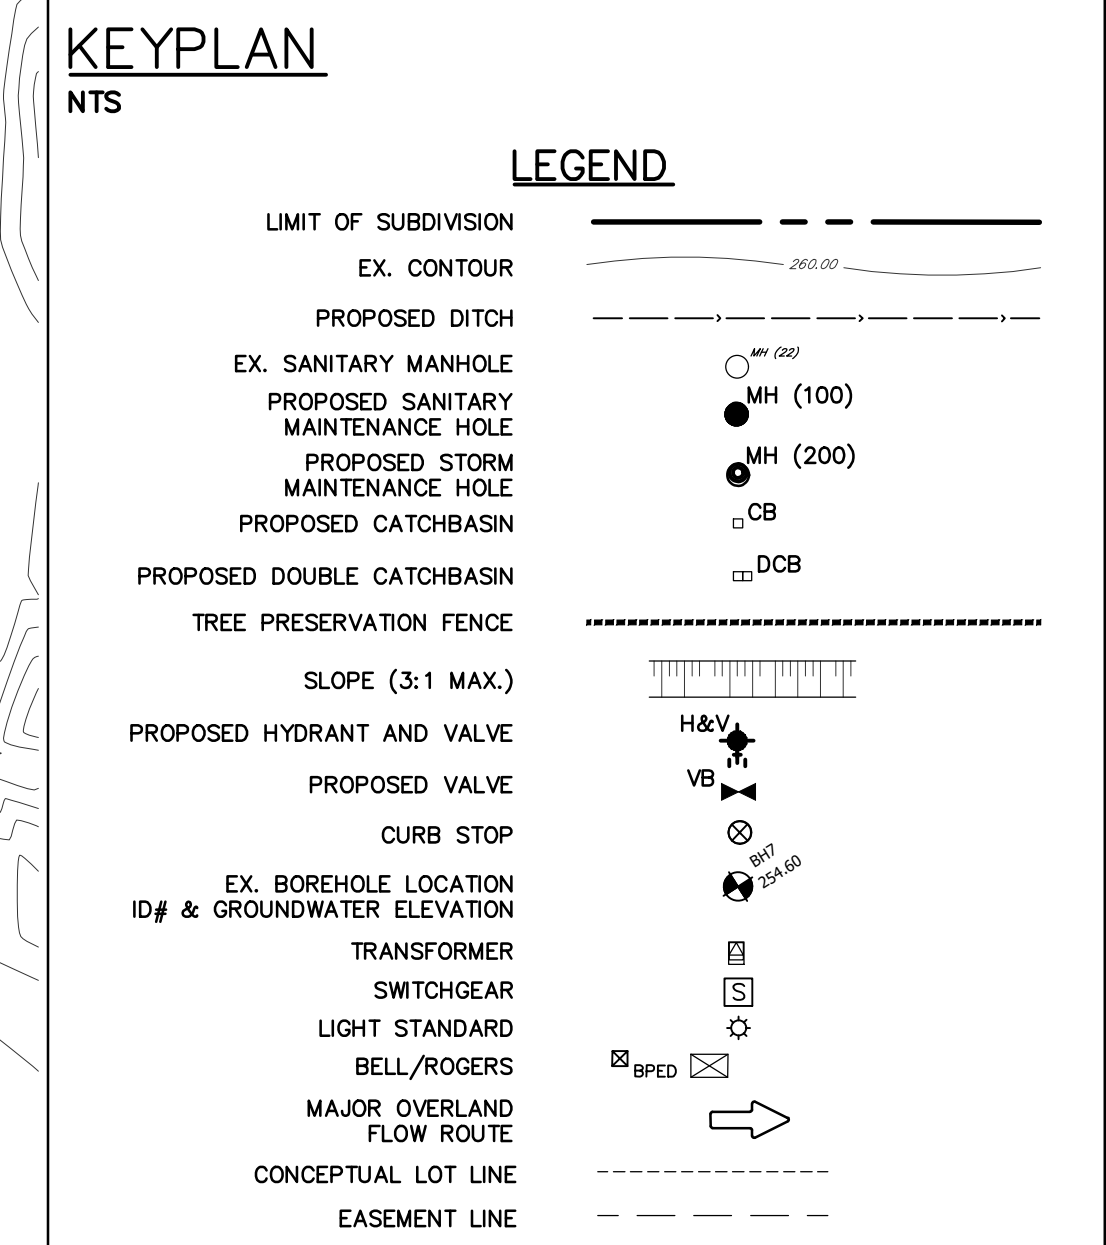 KEYPLAN
NTS
LEGEND
LIMIT OF SUBDIVISION
EX. CONTOUR
260.00
PROPOSED DITCH
EX. SANITARY MANHOLE
MH (22)
PROPOSED SANITARY
MAINTENANCE HOLE
MH (100)
PROPOSED STORM
MAINTENANCE HOLE
MH (200)
PROPOSED CATCHBASIN
CB
PROPOSED DOUBLE CATCHBASIN
DCB
TREE PRESERVATION FENCE
SLOPE (3:1 MAX.)
PROPOSED HYDRANT AND VALVE
H&V
PROPOSED VALVE
VB
CURB STOP
EX. BOREHOLE LOCATION
ID# & GROUNDWATER ELEVATION
BH7
254.60
TRANSFORMER
SWITCHGEAR
S
LIGHT STANDARD
BELL/ROGERS
BPED
MAJOR OVERLAND
FLOW ROUTE
CONCEPTUAL LOT LINE
EASEMENT LINE